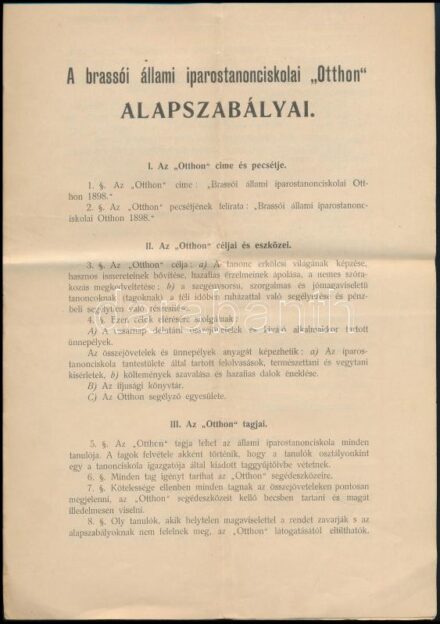 A brassói állami iparostanonciskolai „Otthon"
ALAPSZABÁLYAI.
I. Az „Otthon" cime és pecsétje.
1. §. Az „Otthon" cime: „Brassói állami iparostanonciskolai Ott-
hon 1898."
2. §. Az „Otthon" pecsétjének felirata: „Brassói állami iparostanonc-
iskolai Otthon 1898."
II. Az „Otthon" céljai és eszközei.
3. §. Az „Otthon" célja: a) A tanonc erkölcsi világának képzése,
hasznos ismereteinek bővítése, hazafias érzelmeinek ápolása, a nemes szóra-
kozás megkedveltetése; b) a szegénysorsu, szorgalmas és jómagaviseletü
tanoncoknak (tagoknak) a téli időben ruházattal való segélyezése és pénz-
beli segélyben való részesítése.
4. §. Ezen célok elérésére szolgálnak:
A) A vasárnap délutáni összejövetelek és kiváló alkalmakkor tartott
ünnepélyek.
Az összejövetelek és ünnepélyek anyagát képezhetik: a) Az iparos-
tanonciskola tantestülete által tartott felolvasások, természettani és vegytani
kisérletek, b) költemények szavalása és hazafias dalok éneklése.
B) Az ifjusági könyvtár.
C) Az Otthon segélyző egyesülete.
III. Az „Otthon" tagjai.
5. §. Az „Otthon" tagja lehet az állami iparostanonciskola minden
tanulója. A tagok felvétele akként történik, hogy a tanulók osztályonkint
egy a tanonciskola igazgatója által kiadott taggyüjtőivbe vétetnek.
6. §. Minden tag igényt tarthat az „Otthon" segédeszközeire.
7. §. Kötelessége ellenben minden tagnak az összejöveteleken pontosan
megjelenni, az „Otthon" segédeszközeit kellő becsben tartani és magát
illedelmesen viselni.
8. §. Oly tanulók, akik helytelen magaviselettel a rendet zavarják s az
alapszabályoknak nem felelnek meg, az „Otthon" látogatásától eltilthatók.
darabanth